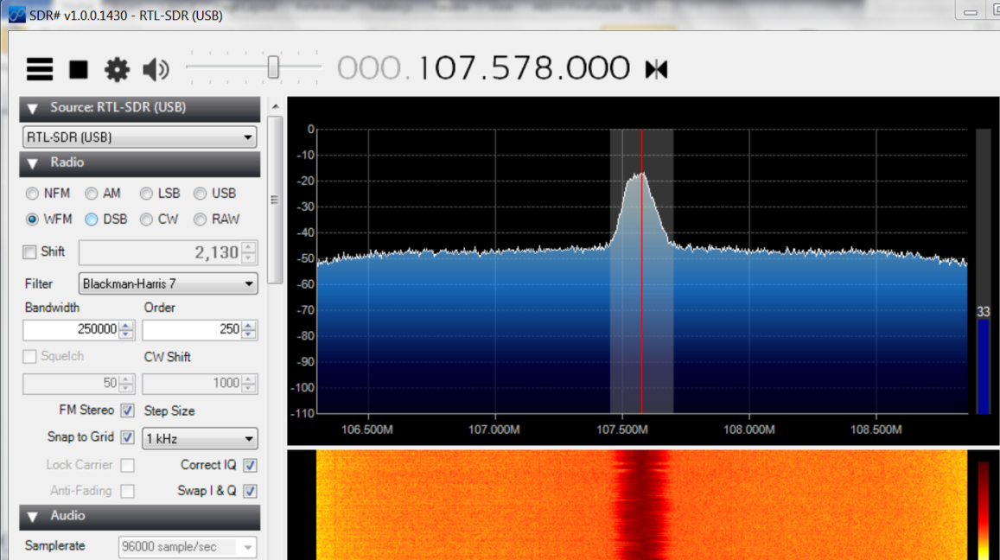 SDR# v1.0.0.1430 - RTL-SDR (USB)
000.107.578.000
Source: RTL-SDR (USB)
RTL-SDR (USB)
Radio
NFM AM LSB USB
WFM DSB CW RAW
Shift 2,130
Filter Blackman-Harris 7
Bandwidth Order
250000 250
Squelch CW Shift
50 1000
FM Stereo Step Size
Snap to Grid 1 kHz
Lock Carrier Correct IQ
Anti-Fading Swap I & Q
Audio
Samplerate 96000 sample/sec
0
-10
-20
-30
-40
-50
-60
-70
-80
-90
-100
-110
106.500M 107.000M 107.500M 108.000M 108.500M
33